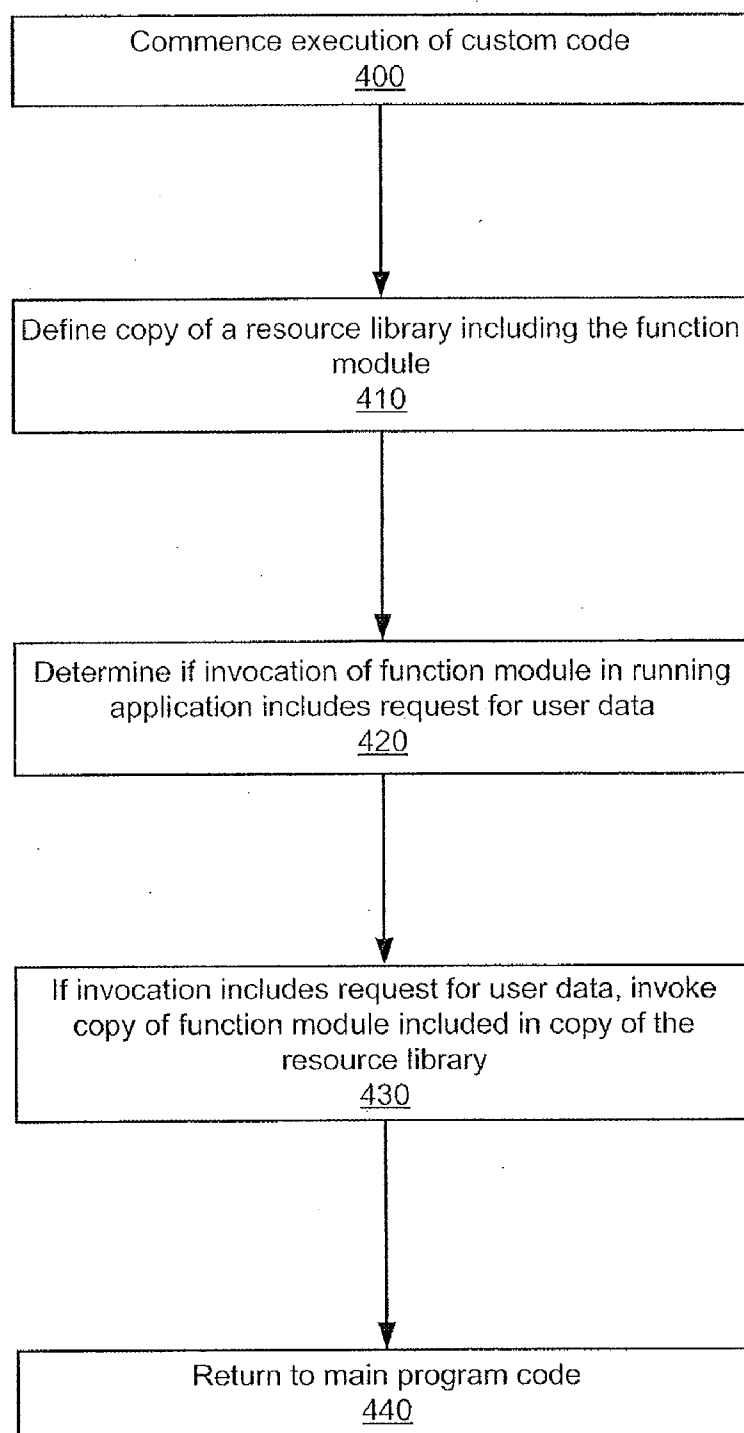 Commence execution of custom code
400
Define copy of a resource library including the function
module
410
Determine if invocation of function module in running
application includes request for user data
420
If invocation includes request for user data, invoke
copy of function module included in copy of the
resource library
430
Return to main program code
440